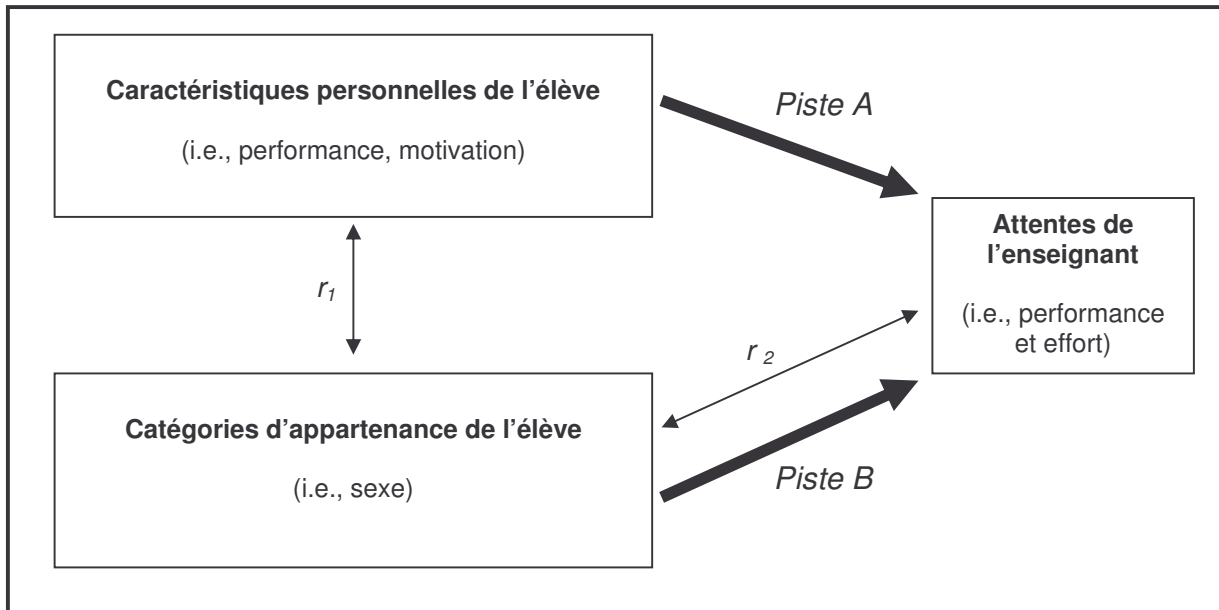 Caractéristiques personnelles de l'élève
(i.e., performance, motivation)
Piste A
Attentes de
l'enseignant
(i.e., performance
et effort)
r1
r 2
Catégories d'appartenance de l'élève
(i.e., sexe)
Piste B